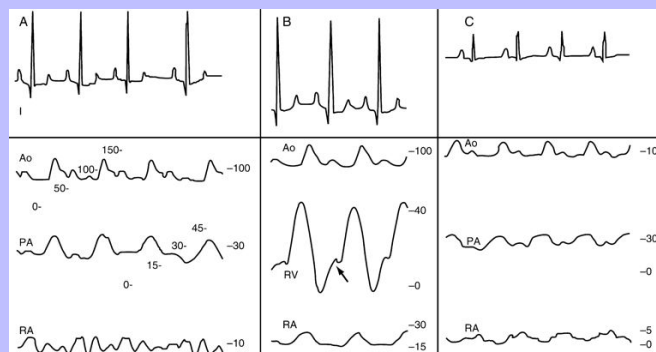 A
I
Ao
150-
100-
50-
0-
–100
PA
45-
30-
15-
0-
–30
RA
–10
B
Ao
–100
–40
RV
–0
RA
–30
–15
C
Ao
–10
PA
–30
–0
RA
–5
–0